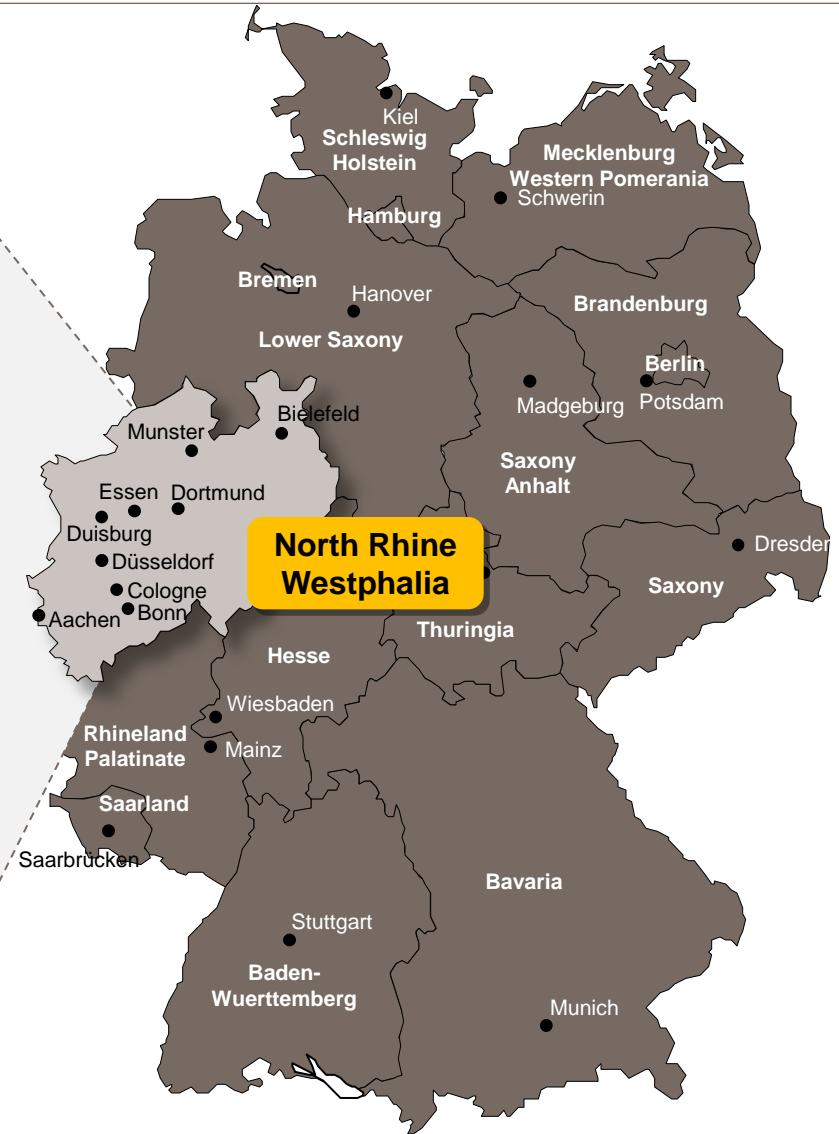 Kiel
Schleswig
Holstein
Mecklenburg
Western Pomerania
Schwerin
Hamburg
Bremen
Hanover
Brandenburg
Lower Saxony
Berlin
Madgeburg
Potsdam
Bielefeld
Munster
Saxony
Anhalt
Essen
Dortmund
Duisburg
North Rhine
Westphalia
Dresden
Düsseldorf
Cologne
Saxony
Aachen
Bonn
Thuringia
Hesse
Wiesbaden
Rhineland
Palatinate
Mainz
Saarland
Saarbrücken
Bavaria
Stuttgart
Baden-
Wuerttemberg
Munich